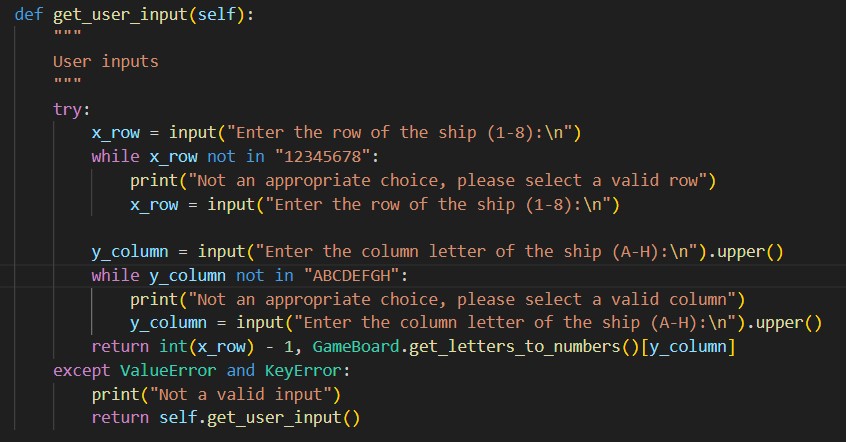 def get_user_input(self):
    """
    User inputs
    """
    try:
        x_row = input("Enter the row of the ship (1-8):\n")
        while x_row not in "12345678":
            print("Not an appropriate choice, please select a valid row")
            x_row = input("Enter the row of the ship (1-8):\n")

        y_column = input("Enter the column letter of the ship (A-H):\n").upper()
        while y_column not in "ABCDEFGH":
            print("Not an appropriate choice, please select a valid column")
            y_column = input("Enter the column letter of the ship (A-H):\n").upper()
        return int(x_row) - 1, GameBoard.get_letters_to_numbers()[y_column]
    except ValueError and KeyError:
        print("Not a valid input")
        return self.get_user_input()